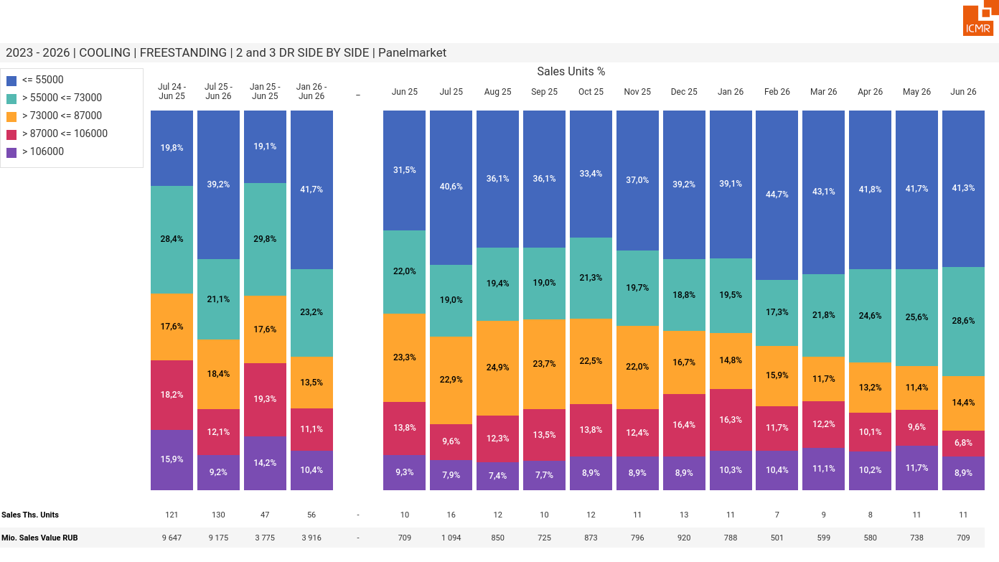 ICMR
2023 - 2026 | COOLING | FREESTANDING | 2 and 3 DR SIDE BY SIDE | Panelmarket
<= 55000
> 55000 <= 73000
> 73000 <= 87000
> 87000 <= 106000
> 106000
Sales Units %
Jul 24 - Jun 25 Jul 25 - Jun 26 Jan 25 - Jun 25 Jan 26 - Jun 26 – Jun 25 Jul 25 Aug 25 Sep 25 Oct 25 Nov 25 Dec 25 Jan 26 Feb 26 Mar 26 Apr 26 May 26 Jun 26
19,8% 39,2% 19,1% 41,7% 31,5% 40,6% 36,1% 36,1% 33,4% 37,0% 39,2% 39,1% 44,7% 43,1% 41,8% 41,7% 41,3%
28,4% 21,1% 29,8% 23,2% 22,0% 19,0% 19,4% 19,0% 21,3% 19,7% 18,8% 19,5% 17,3% 21,8% 24,6% 25,6% 28,6%
17,6% 18,4% 17,6% 13,5% 23,3% 22,9% 24,9% 23,7% 22,5% 22,0% 16,7% 14,8% 15,9% 11,7% 13,2% 11,4% 14,4%
18,2% 12,1% 19,3% 11,1% 13,8% 9,6% 12,3% 13,5% 13,8% 12,4% 16,4% 16,3% 11,7% 12,2% 10,1% 9,6% 6,8%
15,9% 9,2% 14,2% 10,4% 9,3% 7,9% 7,4% 7,7% 8,9% 8,9% 8,9% 10,3% 10,4% 11,1% 10,2% 11,7% 8,9%
Sales Ths. Units 121 130 47 56 - 10 16 12 10 12 11 13 11 7 9 8 11 11
Mio. Sales Value RUB 9 647 9 175 3 775 3 916 - 709 1 094 850 725 873 796 920 788 501 599 580 738 709